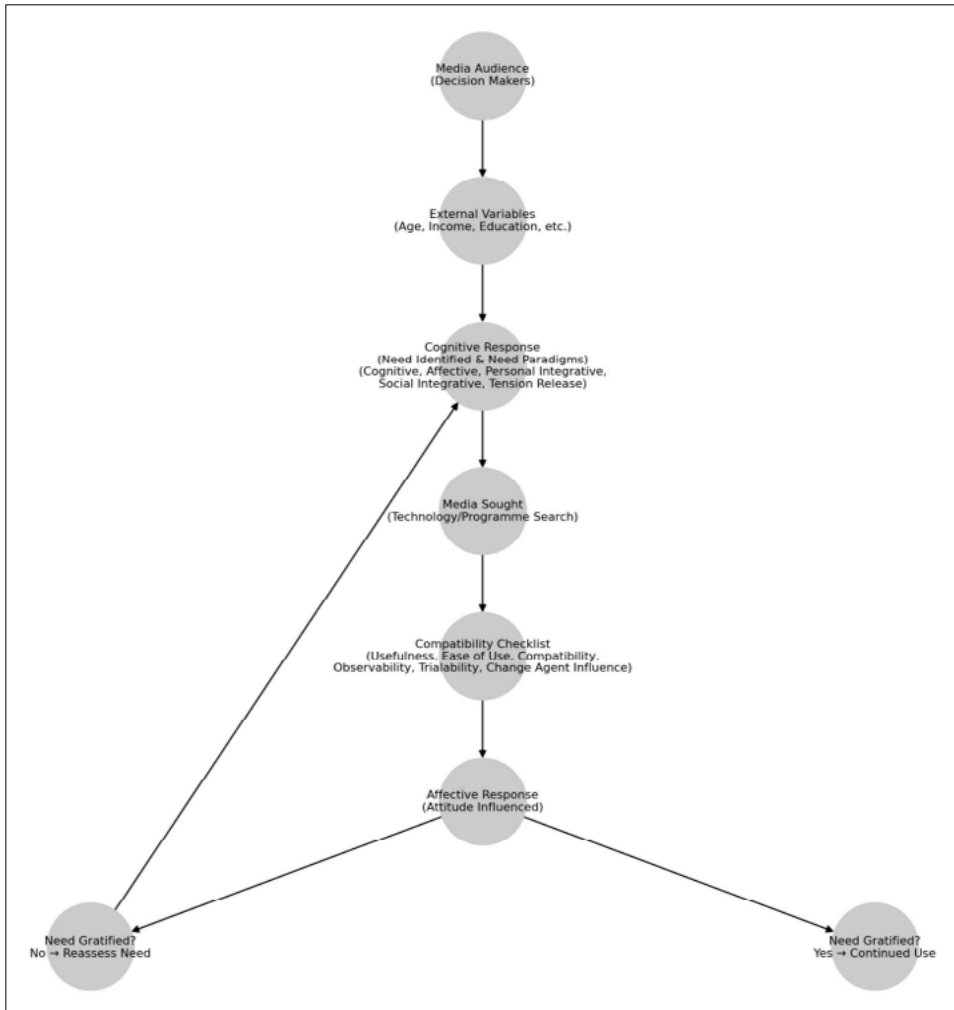 Media Audience
(Decision Makers)
External Variables
(Age, Income, Education, etc.)
Cognitive Response
(Need Identified & Need Paradigms)
(Cognitive, Affective, Personal Integrative,
Social Integrative, Tension Release)
Media Sought
(Technology/Programme Search)
Compatibility Checklist
(Usefulness, Ease of Use, Compatibility,
Observability, Trialability, Change Agent Influence)
Affective Response
(Attitude Influenced)
Need Gratified?
No → Reassess Need
Need Gratified?
Yes → Continued Use